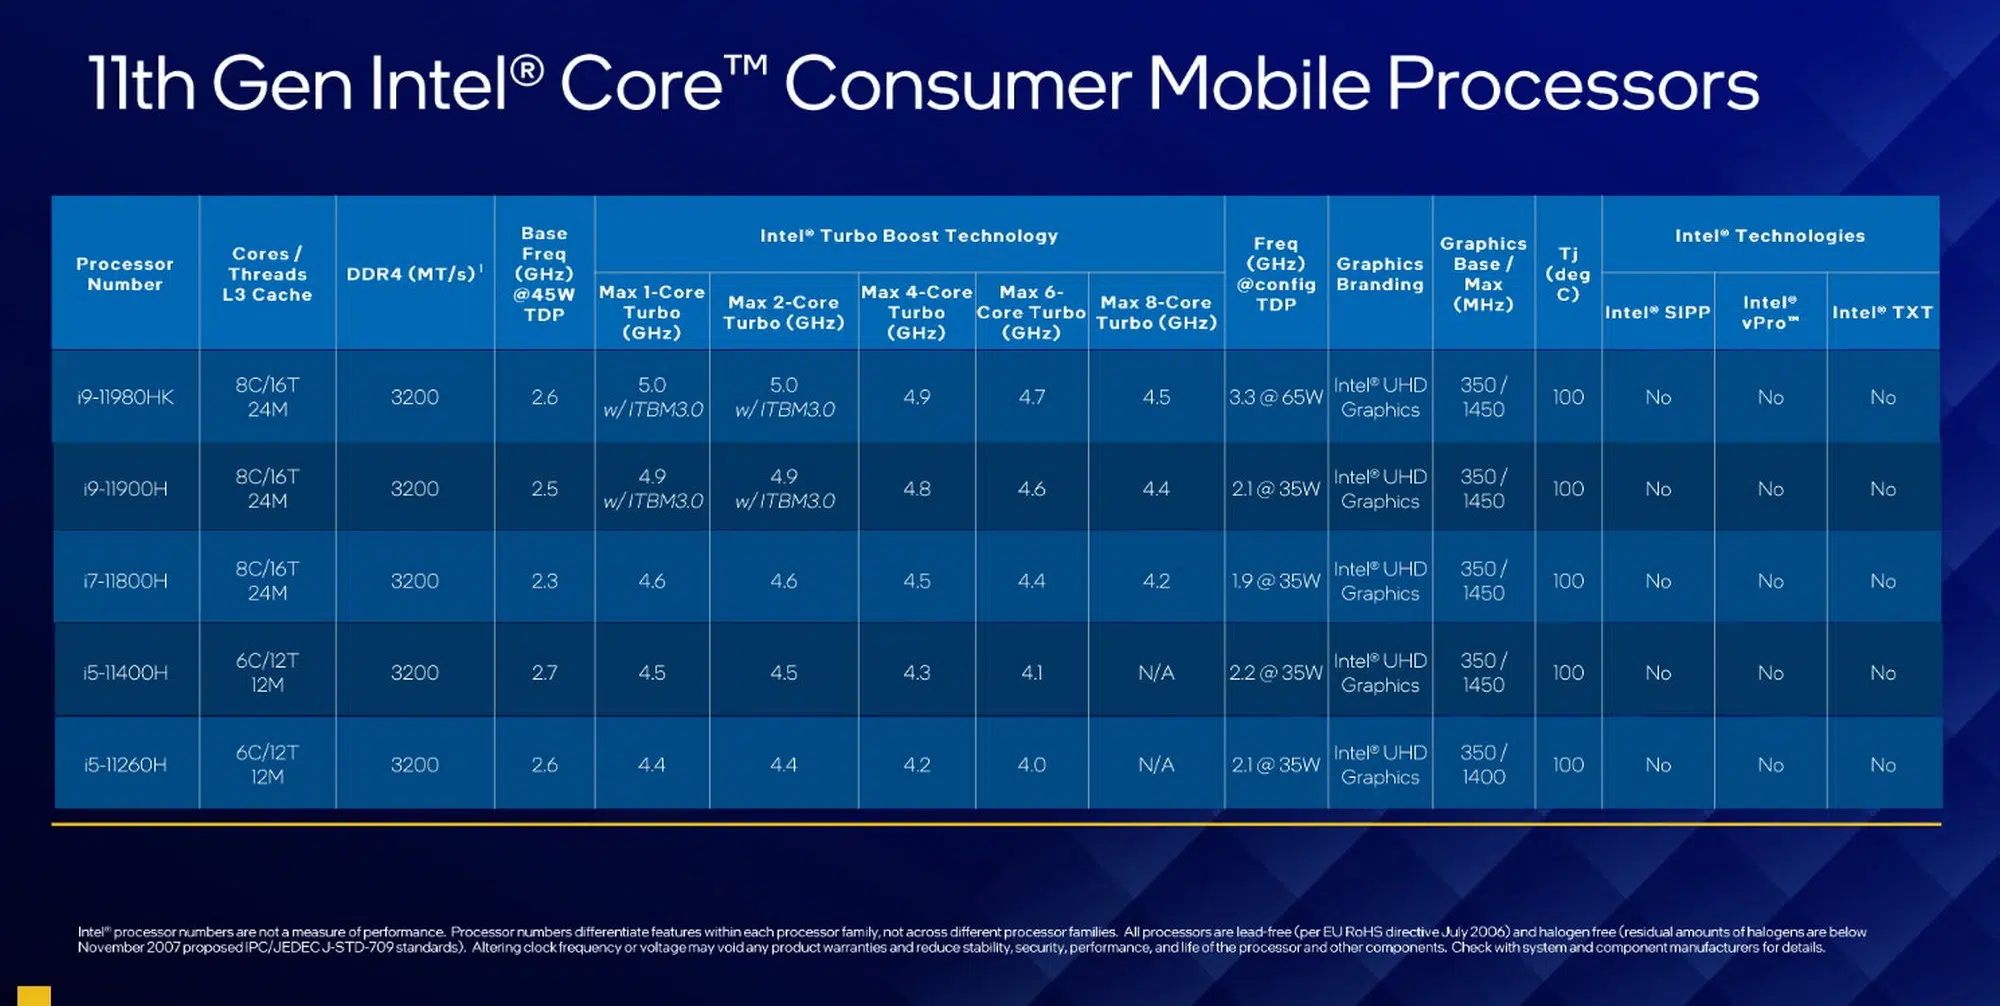 11th Gen Intel® Core™ Consumer Mobile Processors
Processor
Number
Cores /
Threads
L3 Cache
DDR4 (MT/s)¹
Base
Freq
(GHz)
@45W
TDP
Intel® Turbo Boost Technology
Max 1-Core
Turbo
(GHz)
Max 2-Core
Turbo (GHz)
Max 4-Core
Turbo
(GHz)
Max 6-
Core Turbo
(GHz)
Max 8-Core
Turbo (GHz)
Freq
(GHz)
@config
TDP
Graphics
Branding
Graphics
Base /
Max
(MHz)
Tj
(deg
C)
Intel® Technologies
Intel® SIPP
Intel®
vPro™
Intel® TXT
i9-11980HK
8C/16T
24M
3200
2.6
5.0
w/ ITBM3.0
5.0
w/ ITBM3.0
4.9
4.7
4.5
3.3 @ 65W
Intel® UHD
Graphics
350 /
1450
100
No
No
No
i9-11900H
8C/16T
24M
3200
2.5
4.9
w/ ITBM3.0
4.9
w/ ITBM3.0
4.8
4.6
4.4
2.1 @ 35W
Intel® UHD
Graphics
350 /
1450
100
No
No
No
i7-11800H
8C/16T
24M
3200
2.3
4.6
4.6
4.5
4.4
4.2
1.9 @ 35W
Intel® UHD
Graphics
350 /
1450
100
No
No
No
i5-11400H
6C/12T
12M
3200
2.7
4.5
4.5
4.3
4.1
N/A
2.2 @ 35W
Intel® UHD
Graphics
350 /
1450
100
No
No
No
i5-11260H
6C/12T
12M
3200
2.6
4.4
4.4
4.2
4.0
N/A
2.1 @ 35W
Intel® UHD
Graphics
350 /
1400
100
No
No
No
Intel® processor numbers are not a measure of performance. Processor numbers differentiate features within each processor family, not across different processor families. All processors are lead-free (per EU RoHS directive July 2006) and halogen free (residual amounts of halogens are below
November 2007 proposed IPC/JEDEC J-STD-709 standards). Altering clock frequency or voltage may void any product warranties and reduce stability, security, performance, and life of the processor and other components. Check with system and component manufacturers for details.